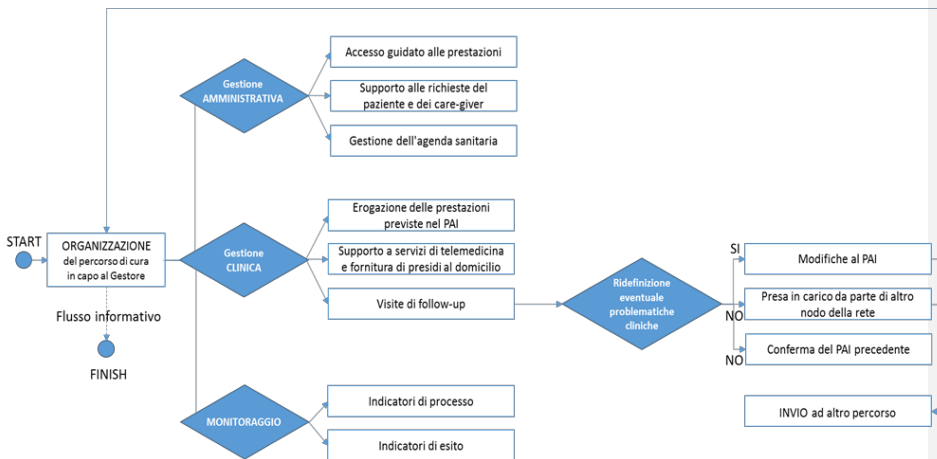 START
ORGANIZZAZIONE
del percorso di cura
in capo al Gestore
Flusso informativo
FINISH
Gestione
AMMINISTRATIVA
Accesso guidato alle prestazioni
Supporto alle richieste del
paziente e dei care-giver
Gestione dell'agenda sanitaria
Gestione
CLINICA
Erogazione delle prestazioni
previste nel PAI
Supporto a servizi di telemedicina
e fornitura di presidi al domicilio
Visite di follow-up
Ridefinizione
eventuale
problematiche
cliniche
SI
Modifiche al PAI
NO
Presa in carico da parte di altro
nodo della rete
NO
Conferma del PAI precedente
INVIO ad altro percorso
MONITORAGGIO
Indicatori di processo
Indicatori di esito